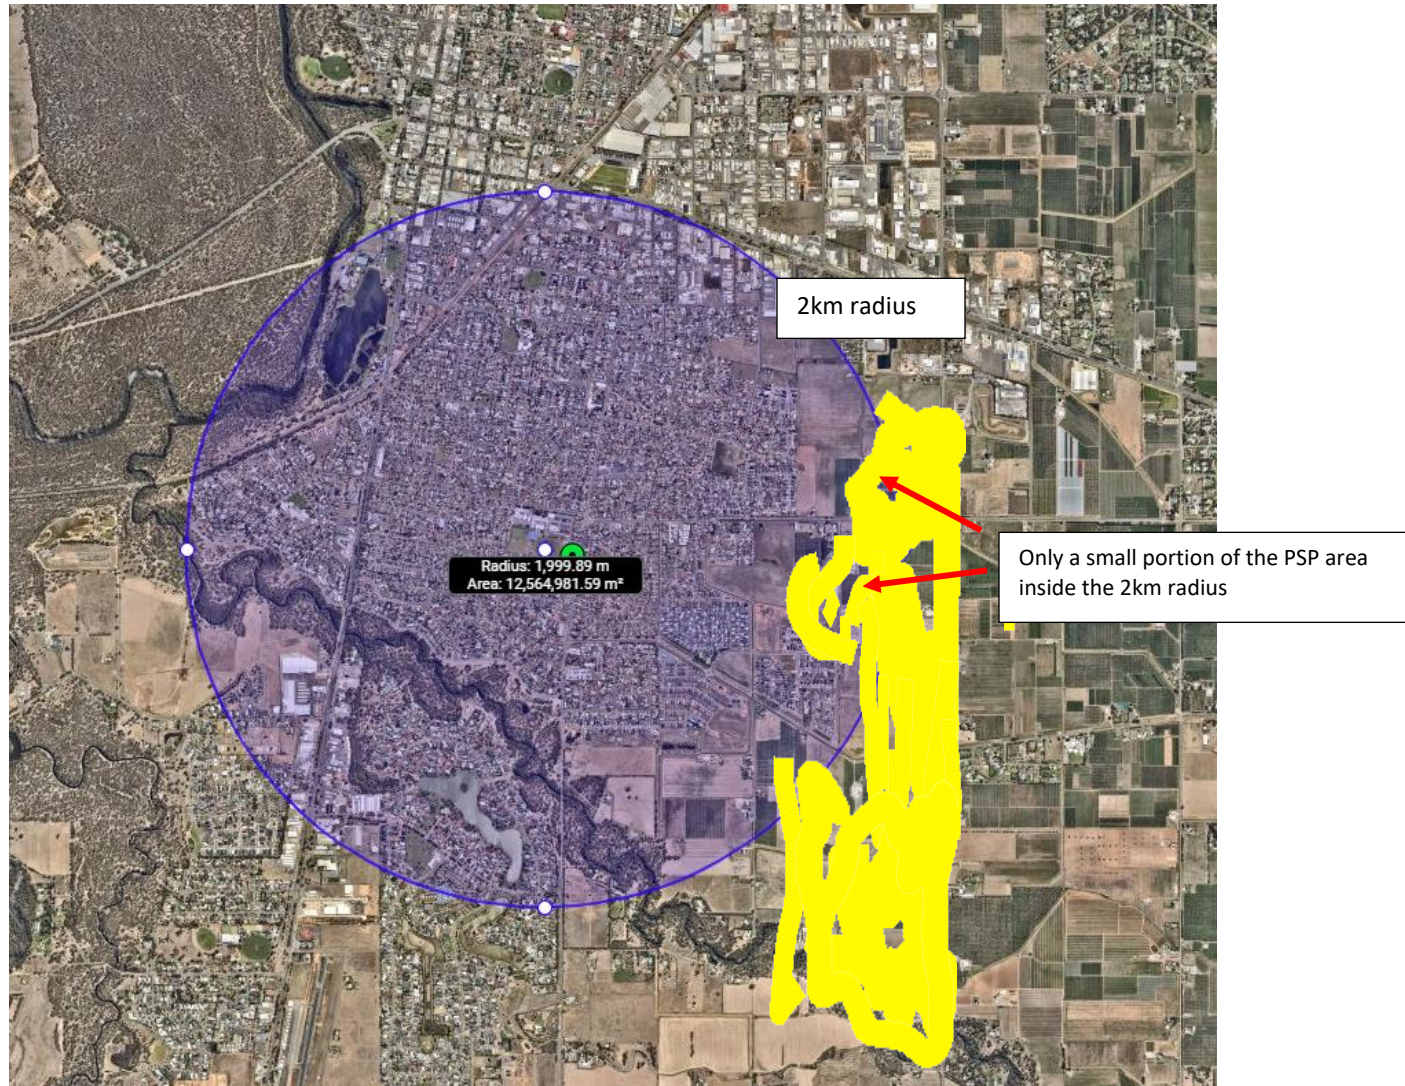 2km radius
Radius: 1,999.89 m
Area: 12,564,981.59 m²
Only a small portion of the PSP area
inside the 2km radius